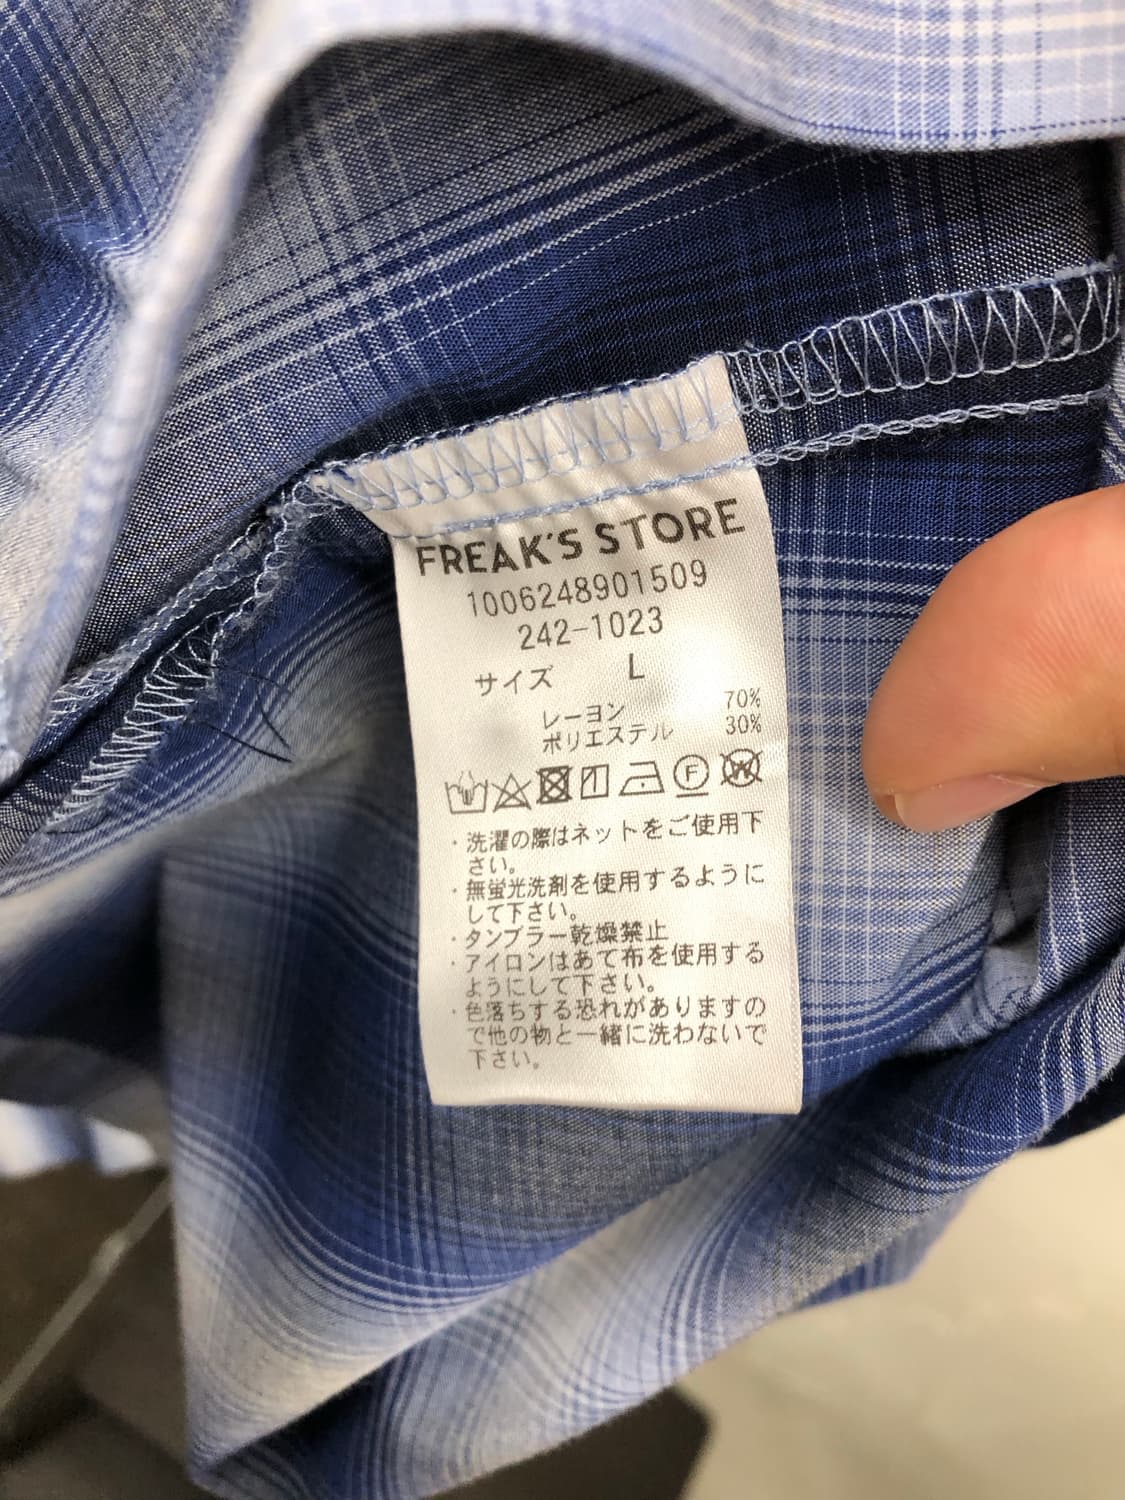 FREAK'S STORE
1006248901509
242-1023
サイズ L
レーヨン 70%
ポリエステル 30%
F W
・洗濯の際はネットをご使用下
さい。
・無蛍光洗剤を使用するように
して下さい。
・タンブラー乾燥禁止
・アイロンはあて布を使用する
ようにして下さい。
・色落ちする恐れがありますの
で他の物と一緒に洗わないで
下さい。